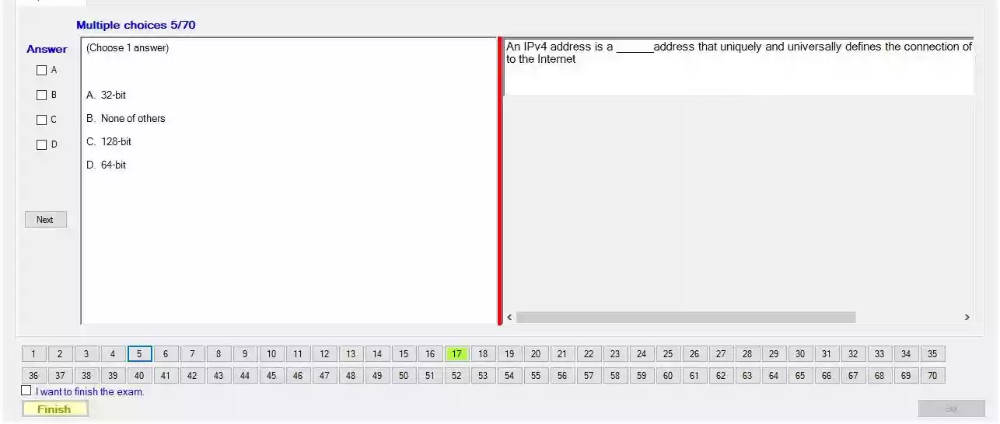 Multiple choices 5/70
Answer
A
B
C
D
Next
(Choose 1 answer)
A. 32-bit
B. None of others
C. 128-bit
D. 64-bit
An IPv4 address is a ______address that uniquely and universally defines the connection of
to the Internet
1 2 3 4 5 6 7 8 9 10 11 12 13 14 15 16 17 18 19 20 21 22 23 24 25 26 27 28 29 30 31 32 33 34 35
36 37 38 39 40 41 42 43 44 45 46 47 48 49 50 51 52 53 54 55 56 57 58 59 60 61 62 63 64 65 66 67 68 69 70
I want to finish the exam.
Finish